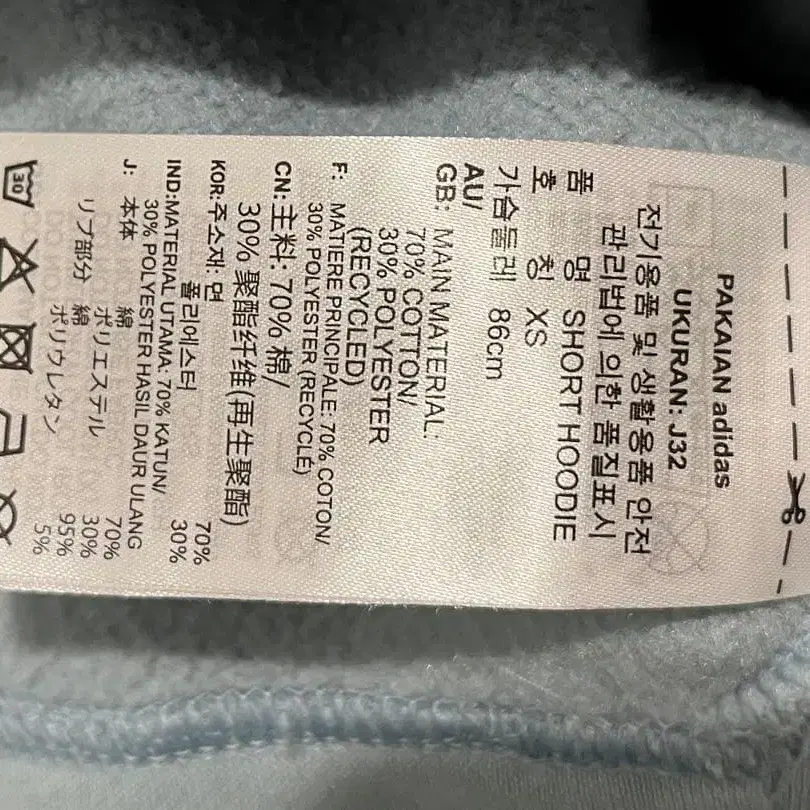 PAKAIAN adidas
UKURAN: J32
전기용품 및 생활용품 안전
관리법에 의한 품질표시
품 명 SHORT HOODIE
호 칭 XS
가슴둘레 86cm
AU/
GB: MAIN MATERIAL:
70% COTTON/
30% POLYESTER
(RECYCLED)
F: MATIERE PRINCIPALE: 70% COTON/
30% POLYESTER (RECYCLÉ)
CN: 主料: 70% 棉/
30% 聚酯纤维(再生聚酯)
KOR: 주소재: 면 70%
폴리에스터 30%
IND: MATERIAL UTAMA: 70% KATUN/
30% POLYESTER HASIL DAUR ULANG
J: 本体 綿 70%
ポリエステル 30%
リブ部分 綿 95%
ポリウレタン 5%
30